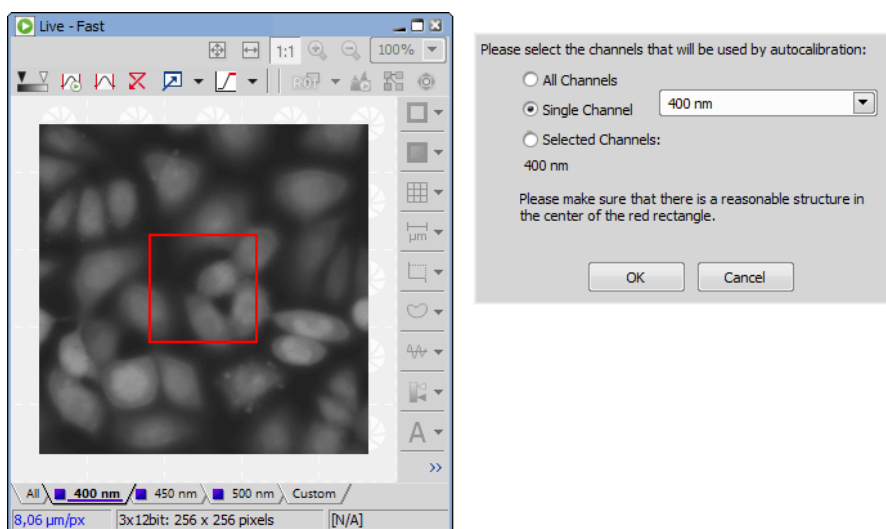 Live - Fast
1:1
100%
ROI
µm
A
»
All
400 nm
450 nm
500 nm
Custom
8,06 µm/px
3x12bit: 256 x 256 pixels
[N/A]
Please select the channels that will be used by autocalibration:
All Channels
Single Channel
400 nm
Selected Channels:
400 nm
Please make sure that there is a reasonable structure in
the center of the red rectangle.
OK
Cancel